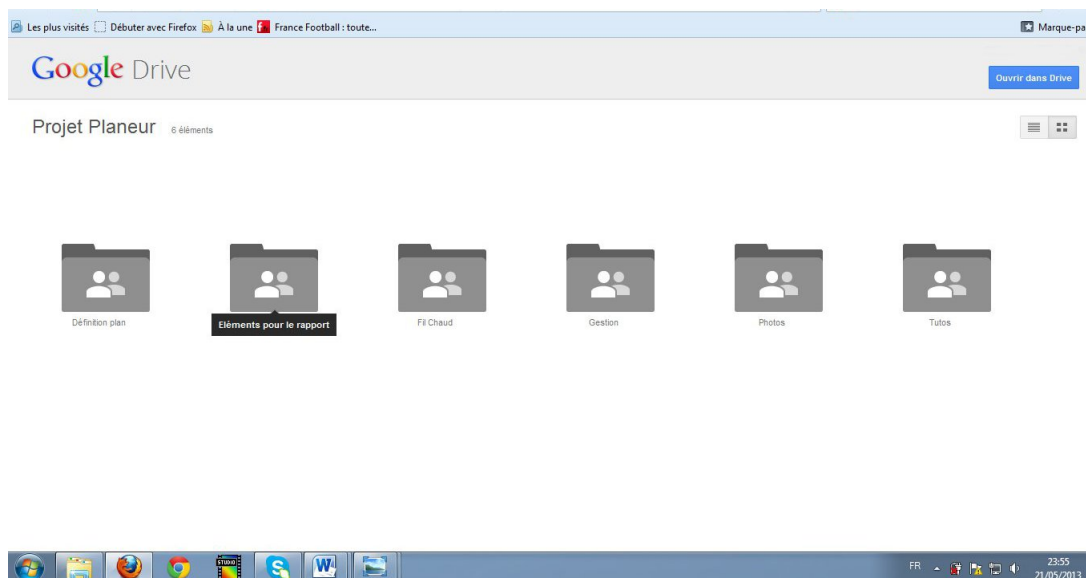 Les plus visités Débuter avec Firefox À la une France Football : toute... Marque-pa
Google Drive
Ouvrir dans Drive
Projet Planeur 6 éléments
Définition plan
Elèments pour le rapport
Fil Chaud
Gestion
Photos
Tutos
STUDIO
FR
23:55
21/05/2013